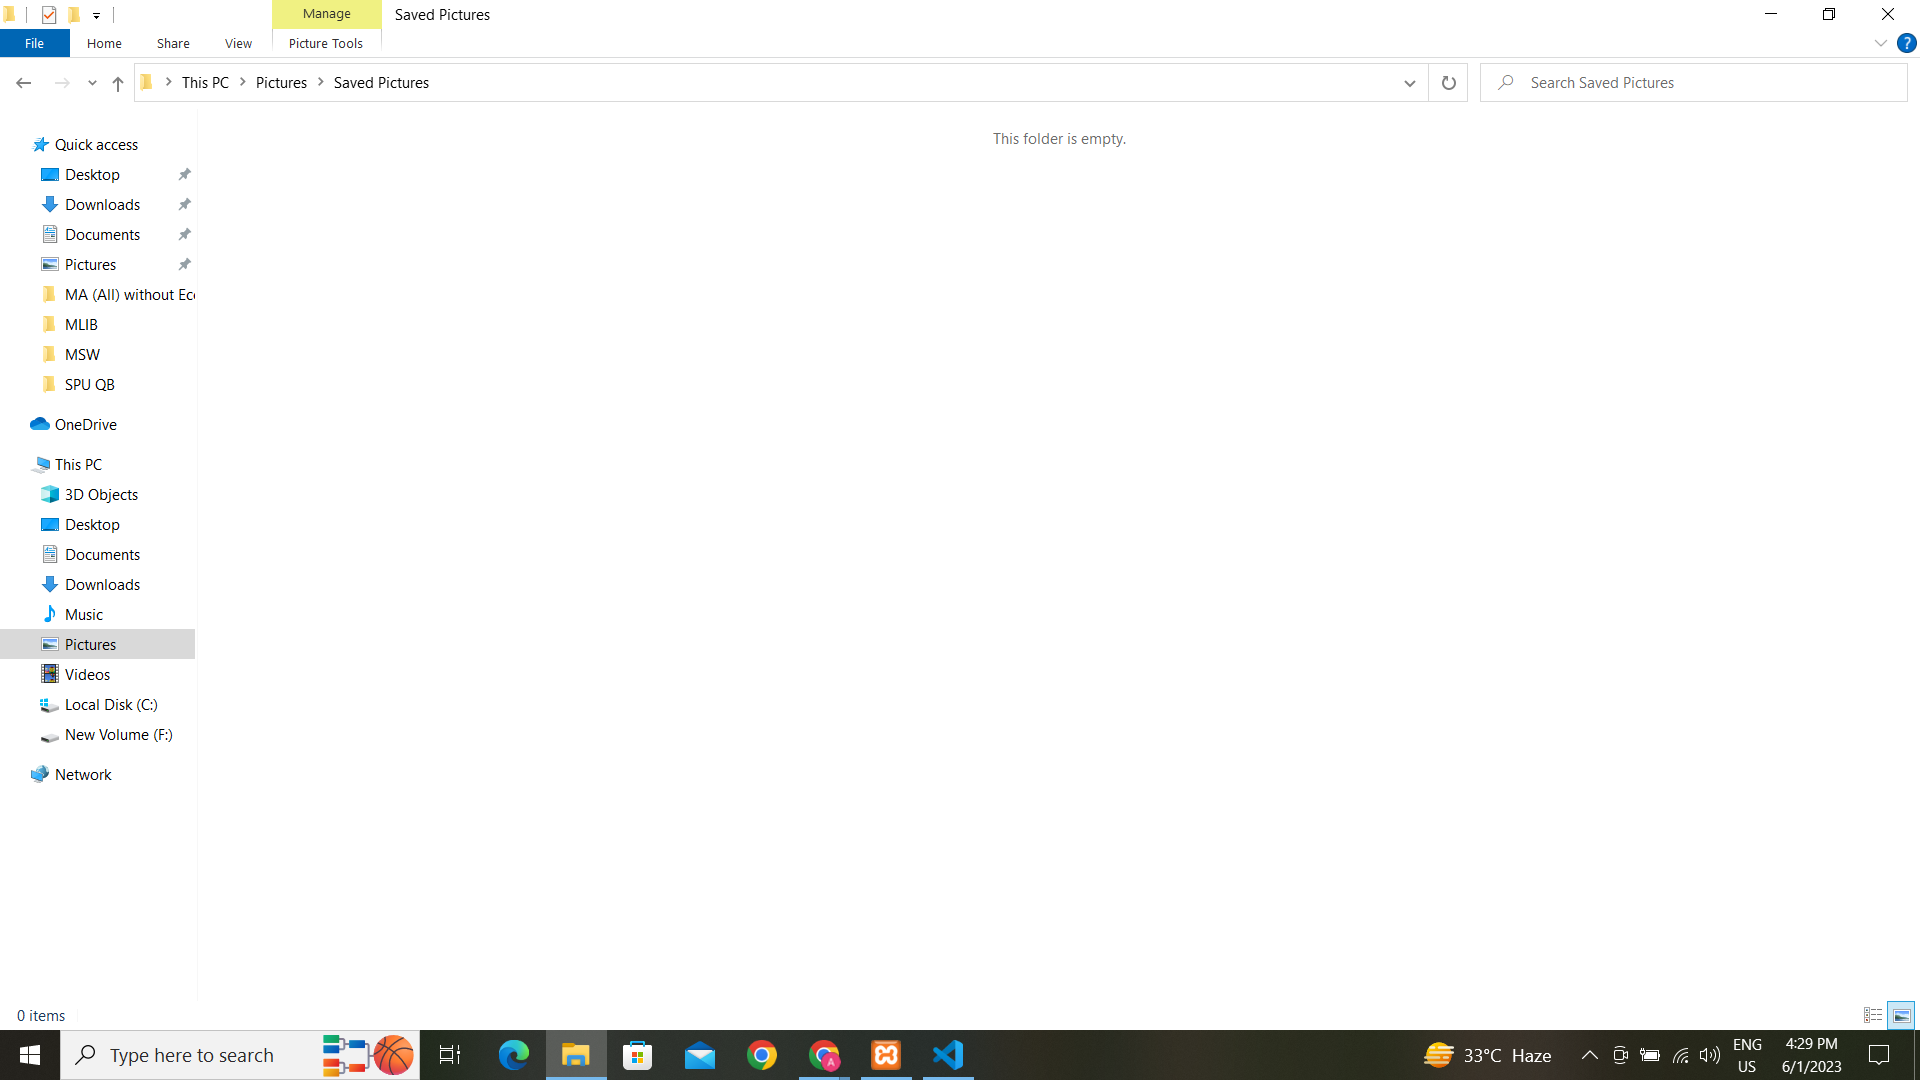 Manage
Saved Pictures
File
Home
Share
View
Picture Tools
This PC
Pictures
Saved Pictures
Search Saved Pictures
This folder is empty.
Quick access
Desktop
Downloads
Documents
Pictures
MA (All) without Ec
MLIB
MSW
SPU QB
OneDrive
This PC
3D Objects
Desktop
Documents
Downloads
Music
Pictures
Videos
Local Disk (C:)
New Volume (F:)
Network
0 items
Type here to search
A
33°C Haze
ENG
US
4:29 PM
6/1/2023